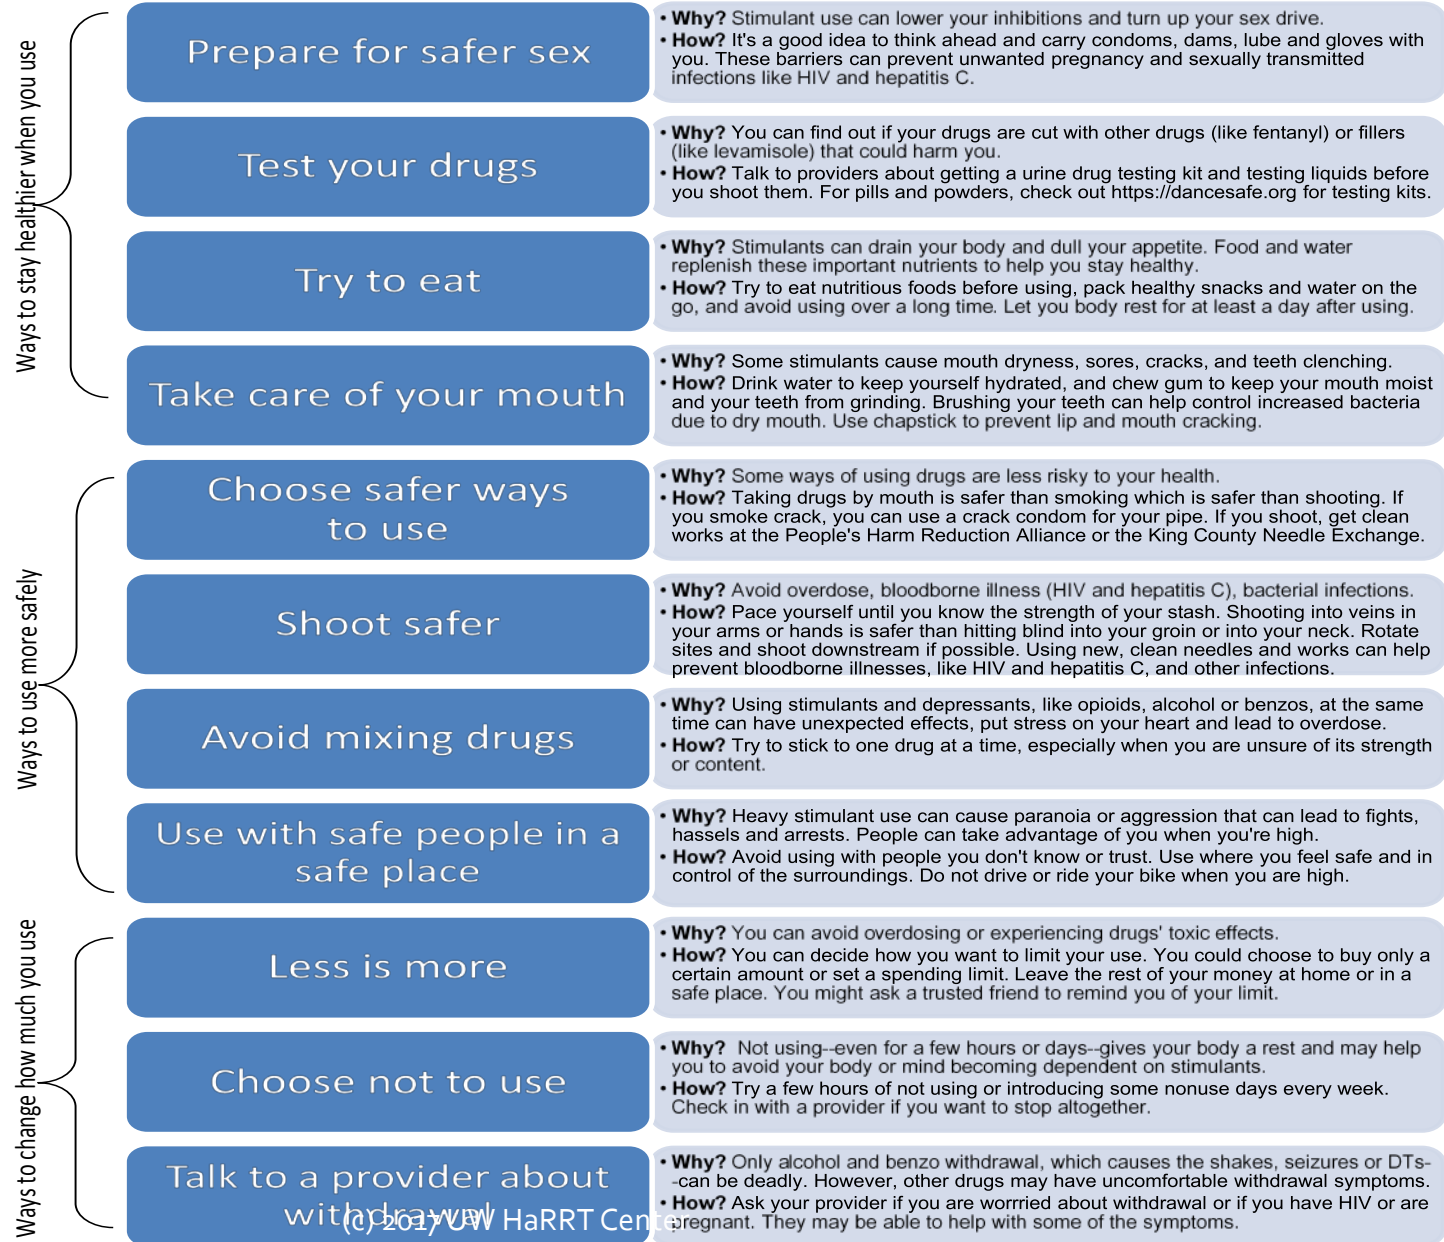 Ways to stay healthier when you use
Prepare for safer sex
• Why? Stimulant use can lower your inhibitions and turn up your sex drive.
• How? It's a good idea to think ahead and carry condoms, dams, lube and gloves with
you. These barriers can prevent unwanted pregnancy and sexually transmitted
infections like HIV and hepatitis C.
Test your drugs
• Why? You can find out if your drugs are cut with other drugs (like fentanyl) or fillers
(like levamisole) that could harm you.
• How? Talk to providers about getting a urine drug testing kit and testing liquids before
you shoot them. For pills and powders, check out https://dancesafe.org for testing kits.
Try to eat
• Why? Stimulants can drain your body and dull your appetite. Food and water
replenish these important nutrients to help you stay healthy.
• How? Try to eat nutritious foods before using, pack healthy snacks and water on the
go, and avoid using over a long time. Let you body rest for at least a day after using.
Take care of your mouth
• Why? Some stimulants cause mouth dryness, sores, cracks, and teeth clenching.
• How? Drink water to keep yourself hydrated, and chew gum to keep your mouth moist
and your teeth from grinding. Brushing your teeth can help control increased bacteria
due to dry mouth. Use chapstick to prevent lip and mouth cracking.
Ways to use more safely
Choose safer ways
to use
• Why? Some ways of using drugs are less risky to your health.
• How? Taking drugs by mouth is safer than smoking which is safer than shooting. If
you smoke crack, you can use a crack condom for your pipe. If you shoot, get clean
works at the People's Harm Reduction Alliance or the King County Needle Exchange.
Shoot safer
• Why? Avoid overdose, bloodborne illness (HIV and hepatitis C), bacterial infections.
• How? Pace yourself until you know the strength of your stash. Shooting into veins in
your arms or hands is safer than hitting blind into your groin or into your neck. Rotate
sites and shoot downstream if possible. Using new, clean needles and works can help
prevent bloodborne illnesses, like HIV and hepatitis C, and other infections.
Avoid mixing drugs
• Why? Using stimulants and depressants, like opioids, alcohol or benzos, at the same
time can have unexpected effects, put stress on your heart and lead to overdose.
• How? Try to stick to one drug at a time, especially when you are unsure of its strength
or content.
Use with safe people in a
safe place
• Why? Heavy stimulant use can cause paranoia or aggression that can lead to fights,
hassels and arrests. People can take advantage of you when you're high.
• How? Avoid using with people you don't know or trust. Use where you feel safe and in
control of the surroundings. Do not drive or ride your bike when you are high.
Ways to change how much you use
Less is more
• Why? You can avoid overdosing or experiencing drugs' toxic effects.
• How? You can decide how you want to limit your use. You could choose to buy only a
certain amount or set a spending limit. Leave the rest of your money at home or in a
safe place. You might ask a trusted friend to remind you of your limit.
Choose not to use
• Why? Not using--even for a few hours or days--gives your body a rest and may help
you to avoid your body or mind becoming dependent on stimulants.
• How? Try a few hours of not using or introducing some nonuse days every week.
Check in with a provider if you want to stop altogether.
Talk to a provider about
withdrawal
• Why? Only alcohol and benzo withdrawal, which causes the shakes, seizures or DTs-
-can be deadly. However, other drugs may have uncomfortable withdrawal symptoms.
• How? Ask your provider if you are worrried about withdrawal or if you have HIV or are
pregnant. They may be able to help with some of the symptoms.
(c) 2017 UW HaRRT Center